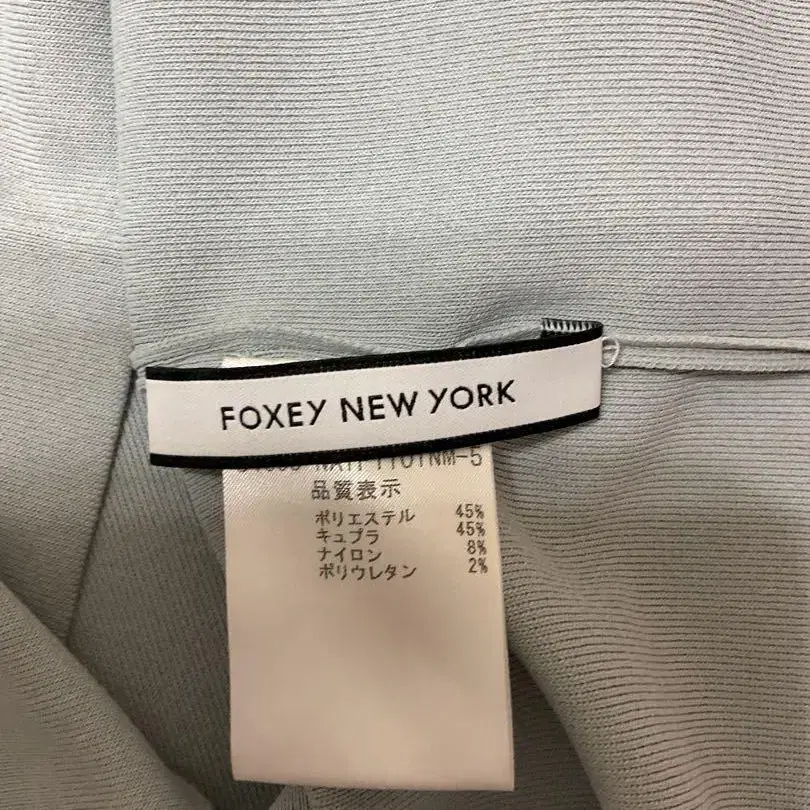 FOXEY NEW YORK
品質表示
ポリエステル 45%
キュプラ 45%
ナイロン 8%
ポリウレタン 2%